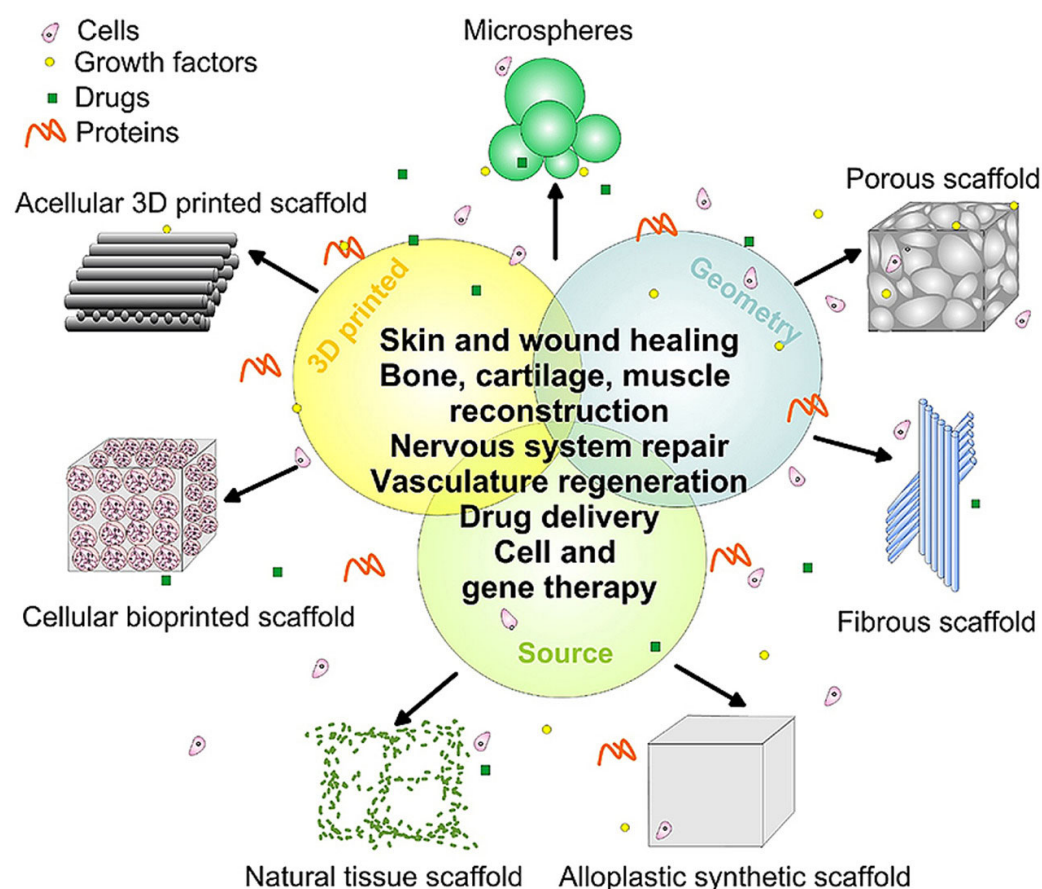 Cells
Growth factors
Drugs
Proteins
Microspheres
Acellular 3D printed scaffold
Porous scaffold
3D printed
Geometry
Skin and wound healing
Bone, cartilage, muscle
reconstruction
Nervous system repair
Vasculature regeneration
Drug delivery
Cell and
gene therapy
Cellular bioprinted scaffold
Fibrous scaffold
Source
Natural tissue scaffold
Alloplastic synthetic scaffold